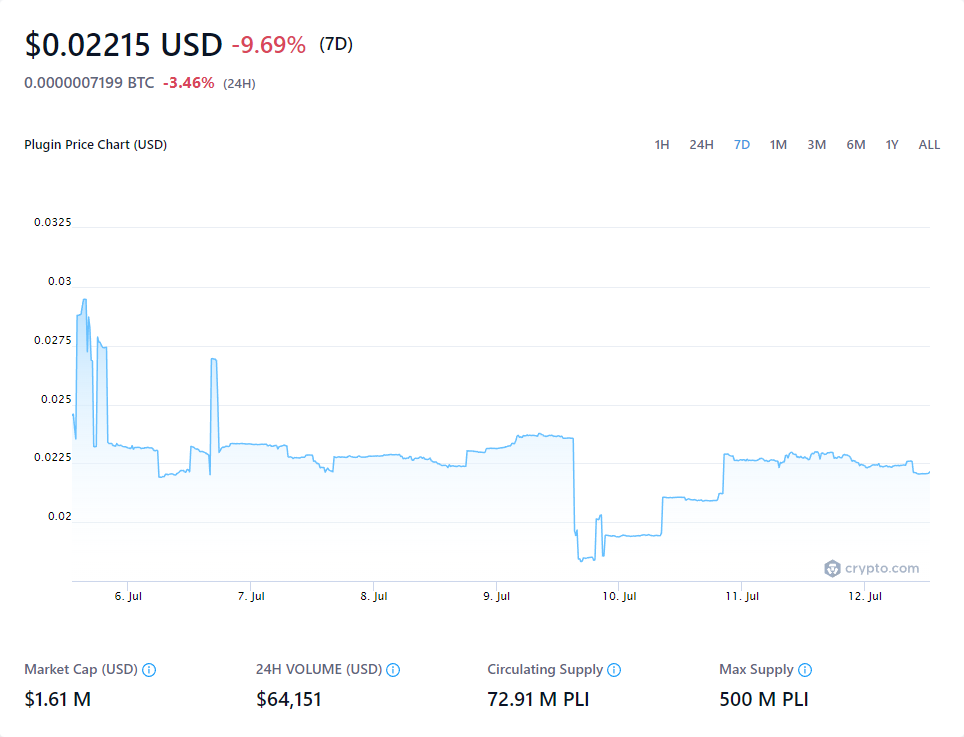 $0.02215 USD -9.69% (7D)
0.0000007199 BTC -3.46% (24H)
Plugin Price Chart (USD) 1H 24H 7D 1M 3M 6M 1Y ALL
0.0325
0.03
0.0275
0.025
0.0225
0.02
crypto.com
6. Jul 7. Jul 8. Jul 9. Jul 10. Jul 11. Jul 12. Jul
Market Cap (USD) 24H VOLUME (USD) Circulating Supply Max Supply
$1.61 M $64,151 72.91 M PLI 500 M PLI